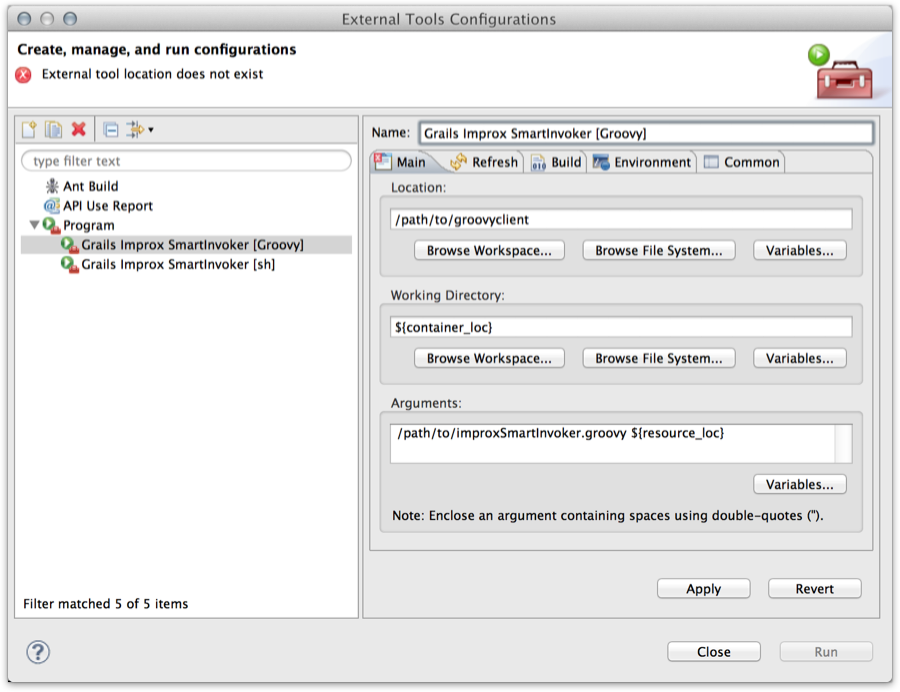 External Tools Configurations
Create, manage, and run configurations
External tool location does not exist
type filter text
Ant Build
API Use Report
Program
Grails Improx SmartInvoker [Groovy]
Grails Improx SmartInvoker [sh]
Filter matched 5 of 5 items
Name: Grails Improx SmartInvoker [Groovy]
Main Refresh Build Environment Common
Location:
/path/to/groovyclient
Browse Workspace... Browse File System... Variables...
Working Directory:
${container_loc}
Browse Workspace... Browse File System... Variables...
Arguments:
/path/to/improxSmartInvoker.groovy ${resource_loc}
Variables...
Note: Enclose an argument containing spaces using double-quotes (").
Apply Revert
? Close Run